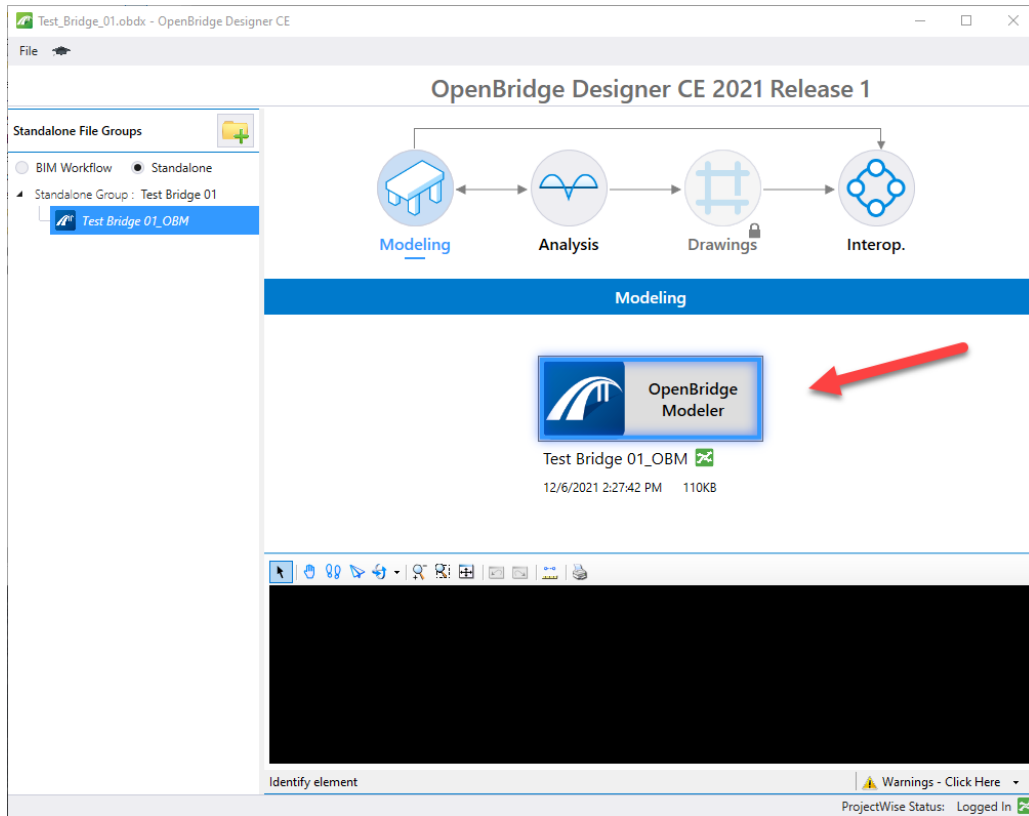 Test_Bridge_01.obdx - OpenBridge Designer CE
File
OpenBridge Designer CE 2021 Release 1
Standalone File Groups
BIM Workflow Standalone
Standalone Group : Test Bridge 01
Test Bridge 01_OBM
Modeling Analysis Drawings Interop.
Modeling
OpenBridge
Modeler
Test Bridge 01_OBM
12/6/2021 2:27:42 PM 110KB
Identify element
Warnings - Click Here
ProjectWise Status: Logged In